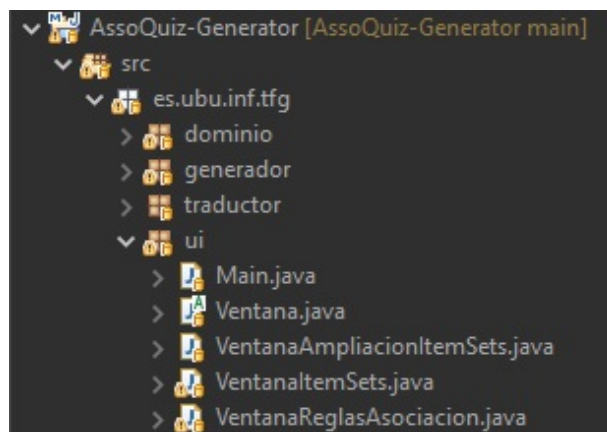 AssoQuiz-Generator [AssoQuiz-Generator main]
src
es.ubu.inf.tfg
dominio
generador
traductor
ui
Main.java
Ventana.java
VentanaAmpliacionItemSets.java
VentanaItemSets.java
VentanaReglasAsociacion.java